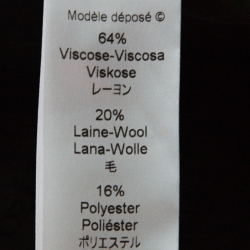 Modèle déposé ©
64%
Viscose-Viscosa
Viskose
レーヨン
20%
Laine-Wool
Lana-Wolle
毛
16%
Polyester
Poliéster
ポリエステル